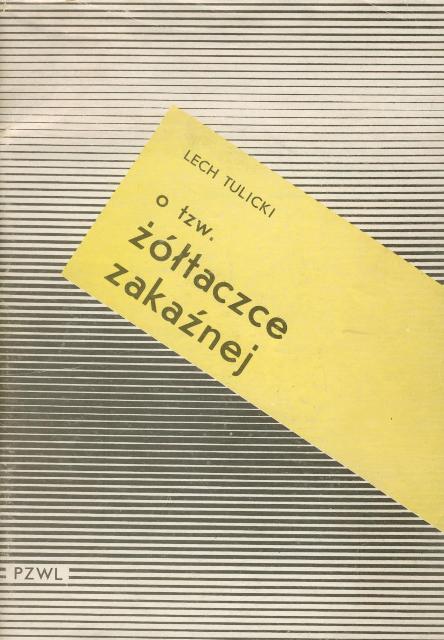 LECH TULICKI
o tzw.
żółtaczce
zakaźnej
PZWL